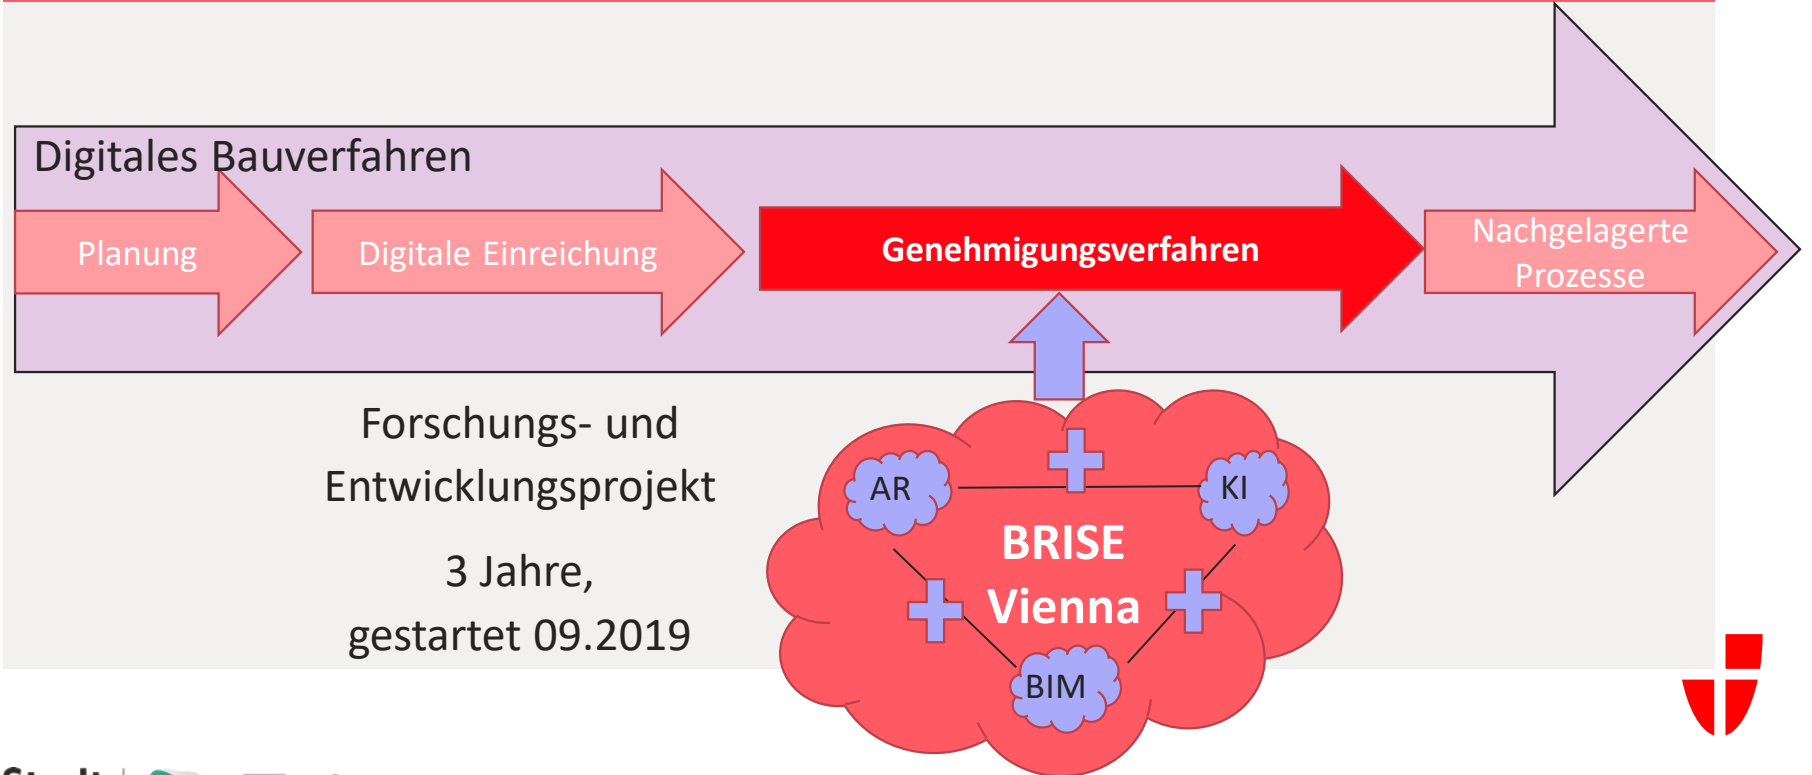 Digitales Bauverfahren
Planung
Digitale Einreichung
Genehmigungsverfahren
Nachgelagerte
Prozesse
Forschungs- und
Entwicklungsprojekt
3 Jahre,
gestartet 09.2019
AR
KI
BRISE
Vienna
BIM